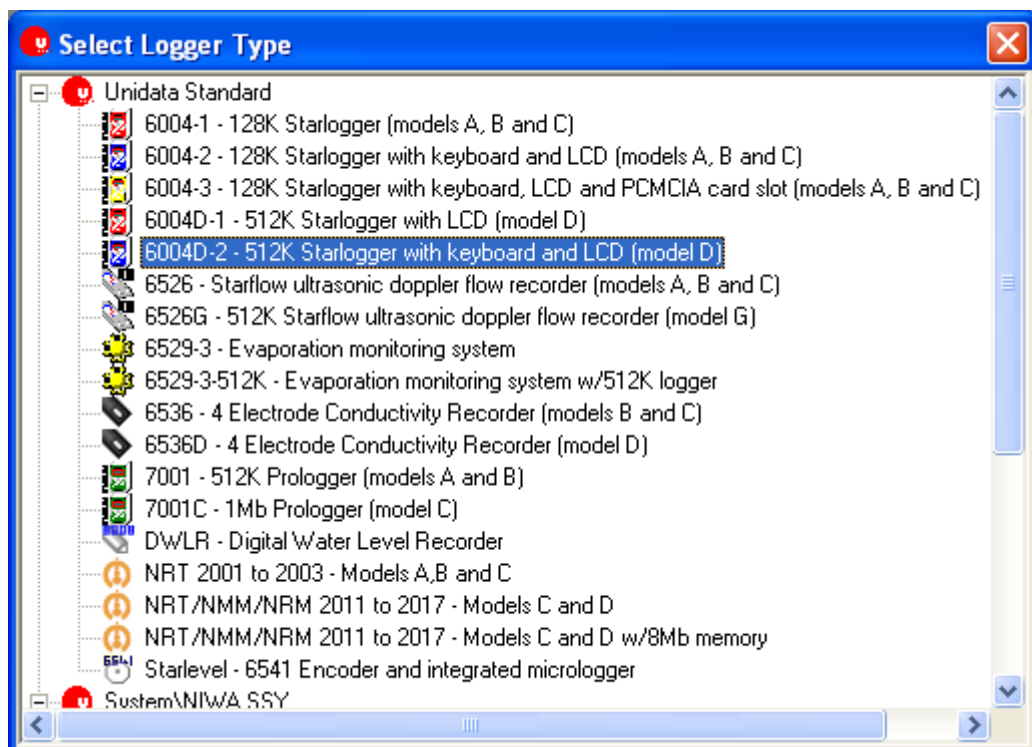 Select Logger Type
Unidata Standard
6004-1 - 128K Starlogger (models A, B and C)
6004-2 - 128K Starlogger with keyboard and LCD (models A, B and C)
6004-3 - 128K Starlogger with keyboard, LCD and PCMCIA card slot (models A, B and C)
6004D-1 - 512K Starlogger with LCD (model D)
6004D-2 - 512K Starlogger with keyboard and LCD (model D)
6526 - Starflow ultrasonic doppler flow recorder (models A, B and C)
6526G - 512K Starflow ultrasonic doppler flow recorder (model G)
6529-3 - Evaporation monitoring system
6529-3-512K - Evaporation monitoring system w/512K logger
6536 - 4 Electrode Conductivity Recorder (models B and C)
6536D - 4 Electrode Conductivity Recorder (model D)
7001 - 512K Prologger (models A and B)
7001C - 1Mb Prologger (model C)
DWLR - Digital Water Level Recorder
NRT 2001 to 2003 - Models A,B and C
NRT/NMM/NRM 2011 to 2017 - Models C and D
NRT/NMM/NRM 2011 to 2017 - Models C and D w/8Mb memory
Starlevel - 6541 Encoder and integrated micrologger
System\NIWA SSY